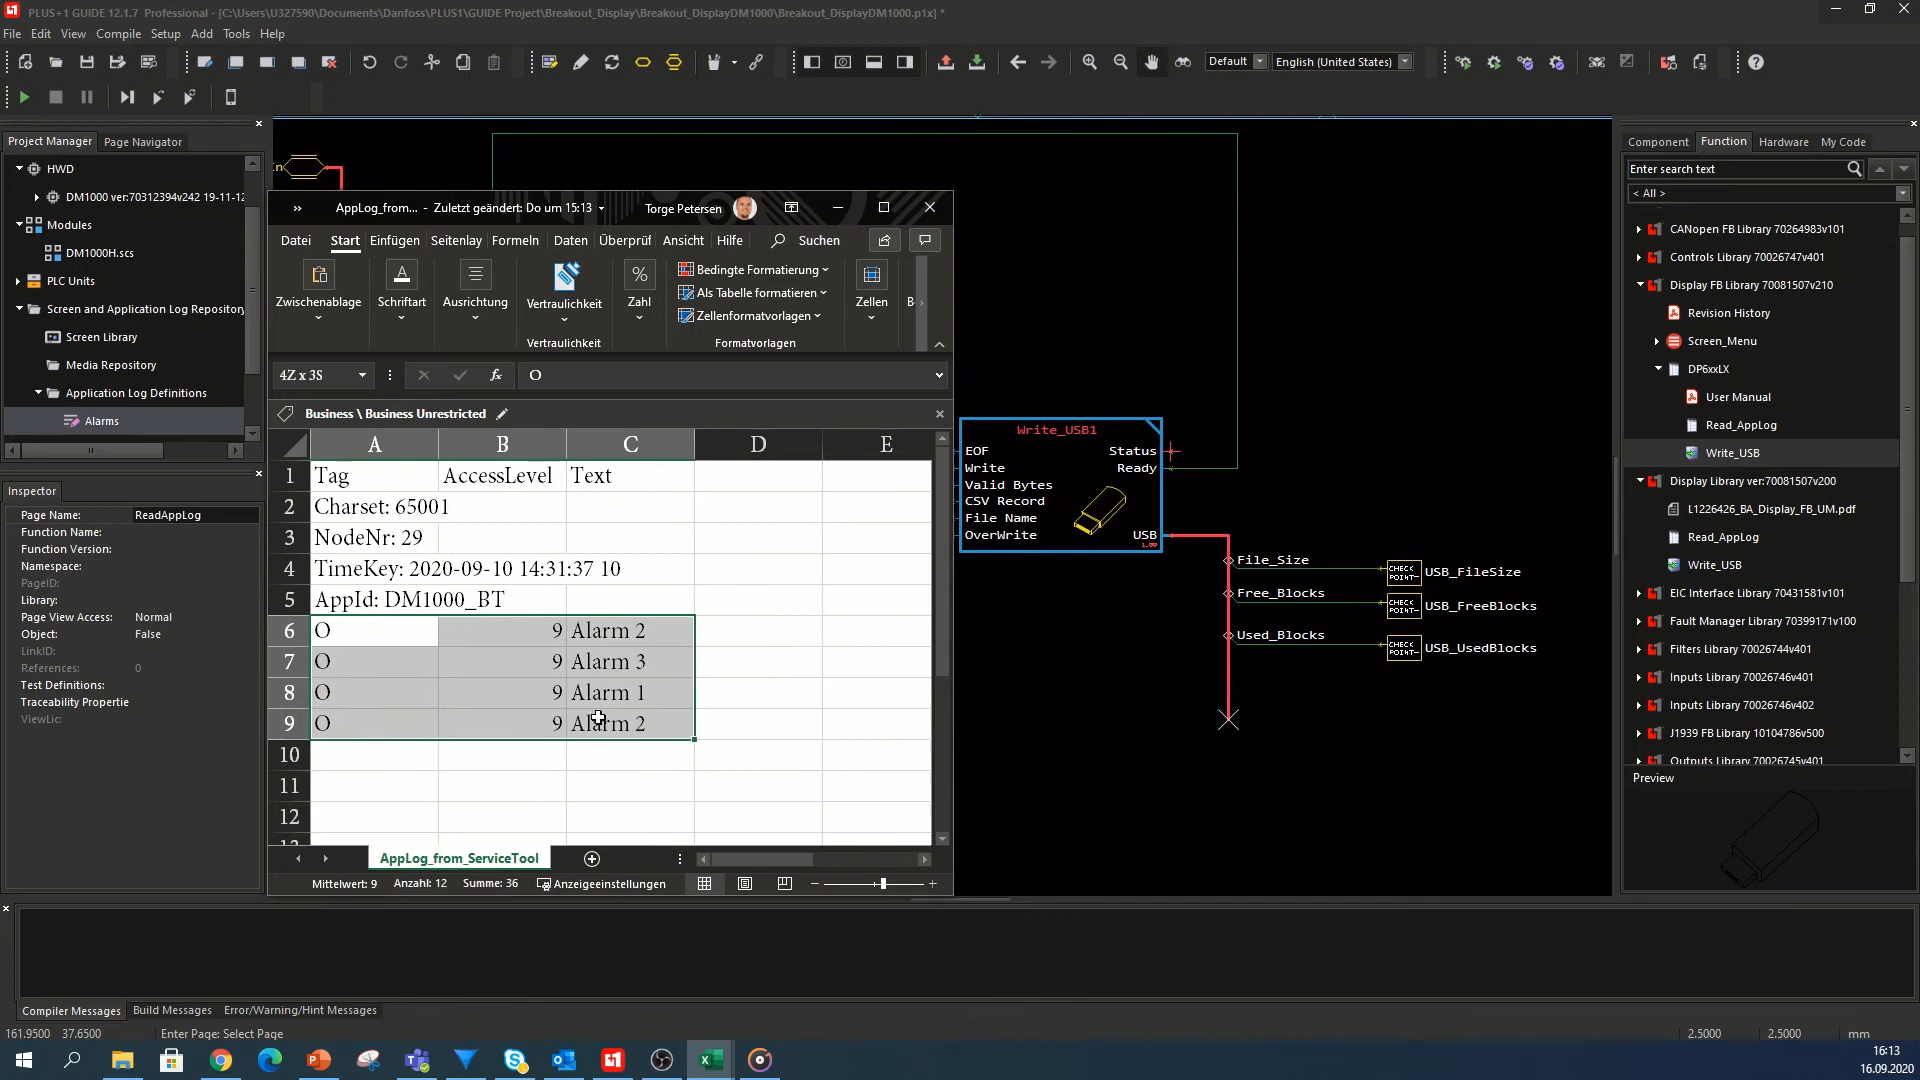 PLUS+1 GUIDE 12.1.7 Professional - [C:\Users\U327590\Documents\Danfoss\PLUS1\GUIDE Project\Breakout_Display\Breakout_DisplayDM1000\Breakout_DisplayDM1000.p1x] *
File Edit View Compile Setup Add Tools Help
Default English (United States)
Project Manager Page Navigator
HWD
DM1000 ver:70312394v242 19-11-12
Modules
DM1000H.scs
PLC Units
Screen and Application Log Repository
Screen Library
Media Repository
Application Log Definitions
Alarms
Inspector
Page Name: ReadAppLog
Function Name:
Function Version:
Namespace:
PageID:
Library:
Page View Access: Normal
Object: False
LinkID:
References: 0
Test Definitions:
Traceability Propertie
ViewLic:
AppLog_from... - Zuletzt geändert: Do um 15:13 Torge Petersen
Datei Start Einfügen Seitenlay Formeln Daten Überprüf Ansicht Hilfe Suchen
Zwischenablage
Schriftart
Ausrichtung
Vertraulichkeit
Vertraulichkeit
Zahl
Bedingte Formatierung
Als Tabelle formatieren
Zellenformatvorlagen
Formatvorlagen
Zellen
B
4Z x 3S fx O
Business \ Business Unrestricted
A B C D E
1 Tag AccessLevel Text
2 Charset: 65001
3 NodeNr: 29
4 TimeKey: 2020-09-10 14:31:37 10
5 AppId: DM1000_BT
6 O 9 Alarm 2
7 O 9 Alarm 3
8 O 9 Alarm 1
9 O 9 Alarm 2
10
11
12
AppLog_from_ServiceTool
Mittelwert: 9 Anzahl: 12 Summe: 36 Anzeigeeinstellungen
Write_USB1
EOF Status
Write Ready
Valid Bytes
CSV Record
File Name
OverWrite USB
1.00
File_Size CHECK POINT USB_FileSize
Free_Blocks CHECK POINT USB_FreeBlocks
Used_Blocks CHECK POINT USB_UsedBlocks
Component Function Hardware My Code
Enter search text
< All >
CANopen FB Library 70264983v101
Controls Library 70026747v401
Display FB Library 70081507v210
Revision History
Screen_Menu
DP6xxLX
User Manual
Read_AppLog
Write_USB
Display Library ver:70081507v200
L1226426_BA_Display_FB_UM.pdf
Read_AppLog
Write_USB
EIC Interface Library 70431581v101
Fault Manager Library 70399171v100
Filters Library 70026744v401
Inputs Library 70026746v401
Inputs Library 70026746v402
J1939 FB Library 10104786v500
Outputs Library 70026745v401
Preview
Compiler Messages Build Messages Error/Warning/Hint Messages
161.9500 37.6500 Enter Page: Select Page 2.5000 2.5000 mm
16:13
16.09.2020